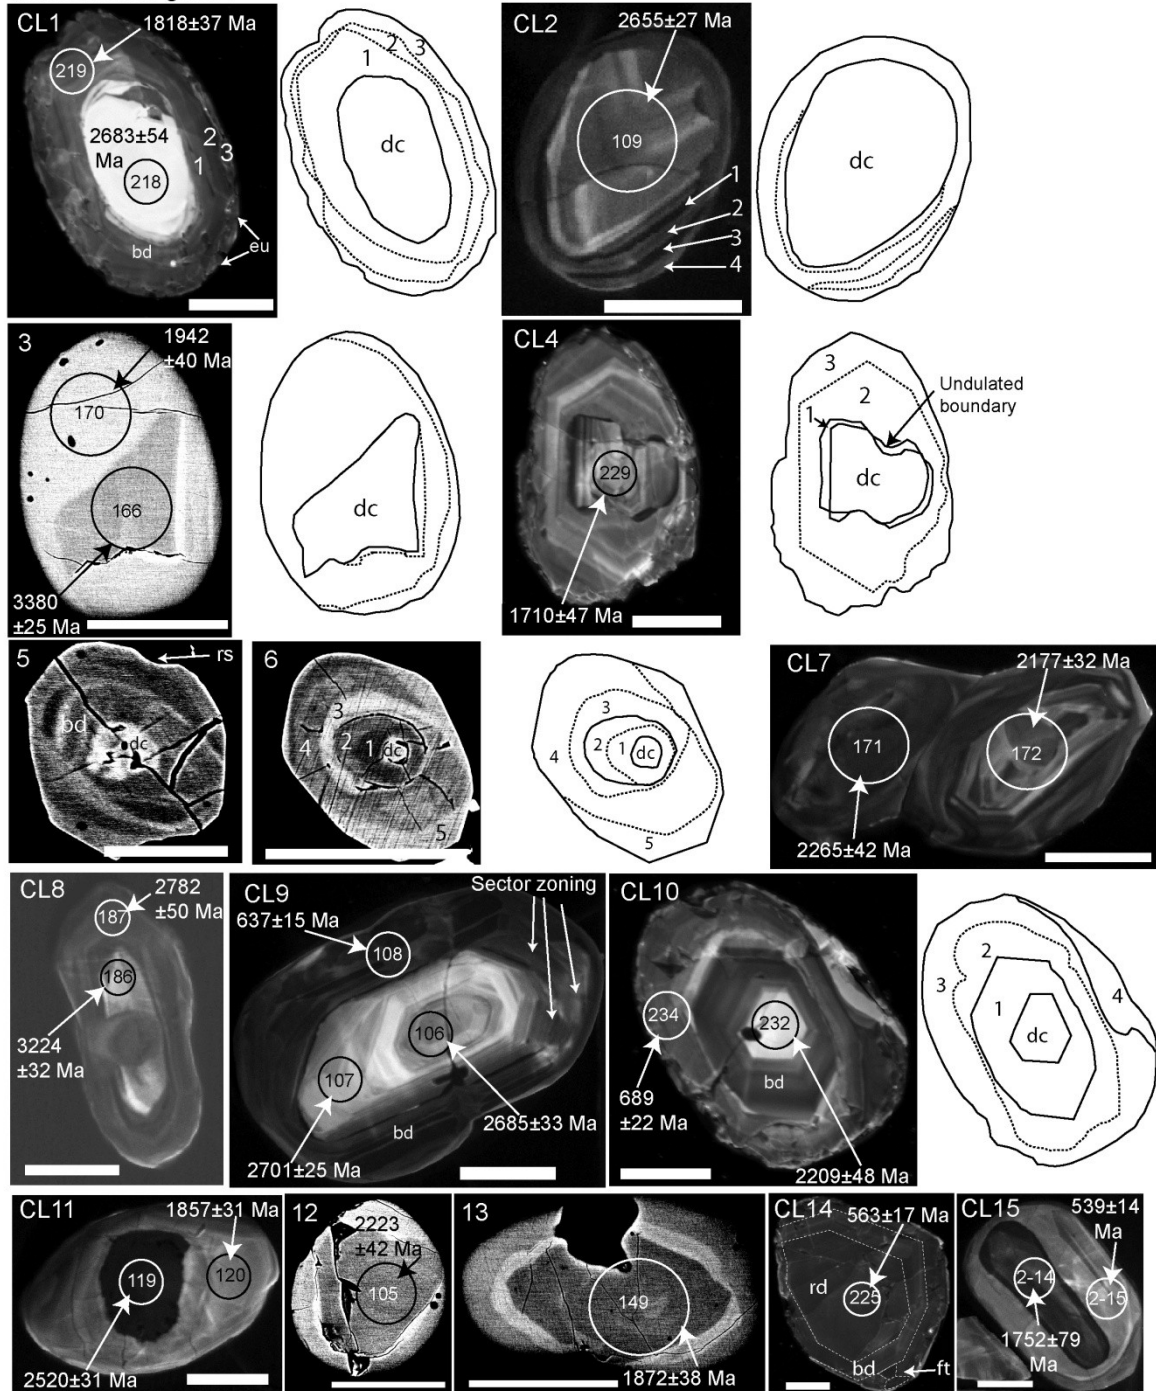 CL1
1818±37 Ma
219
2683±54
Ma
218
2
1
3
bd
eu
1
2
3
dc
CL2
2655±27 Ma
109
1
2
3
4
dc
3
1942
±40 Ma
170
166
3380
±25 Ma
dc
CL4
229
1710±47 Ma
3
2
1
Undulated
boundary
dc
5
rs
bd
dc
6
3
4
2
1
dc
5
3
4
2
1
dc
5
CL7
2177±32 Ma
171
172
2265±42 Ma
CL8
2782
±50 Ma
187
186
3224
±32 Ma
CL9
Sector zoning
637±15 Ma
108
106
107
bd
2685±33 Ma
2701±25 Ma
CL10
234
232
bd
689
±22 Ma
2209±48 Ma
2
3
1
4
dc
CL11
1857±31 Ma
119
120
2520±31 Ma
12
2223
±42 Ma
105
13
149
1872±38 Ma
CL14
563±17 Ma
rd
225
bd
ft
CL15
539±14
Ma
2-14
2-15
1752±79
Ma